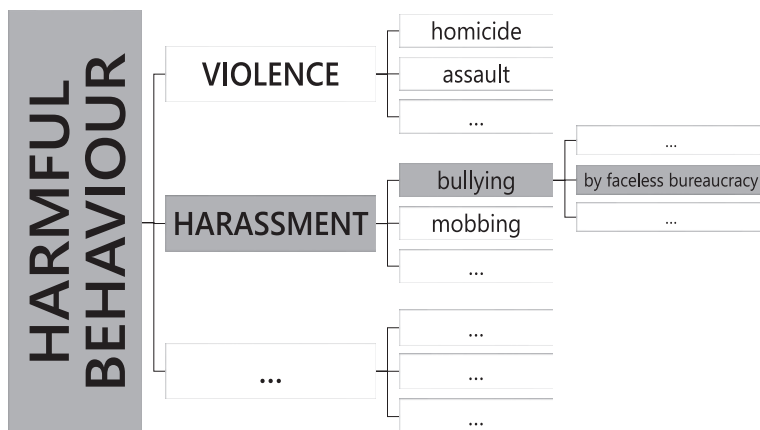 HARMFUL
BEHAVIOUR
VIOLENCE
homicide
assault
...
HARASSMENT
bullying
...
by faceless bureaucracy
...
mobbing
...
...
...
...
...